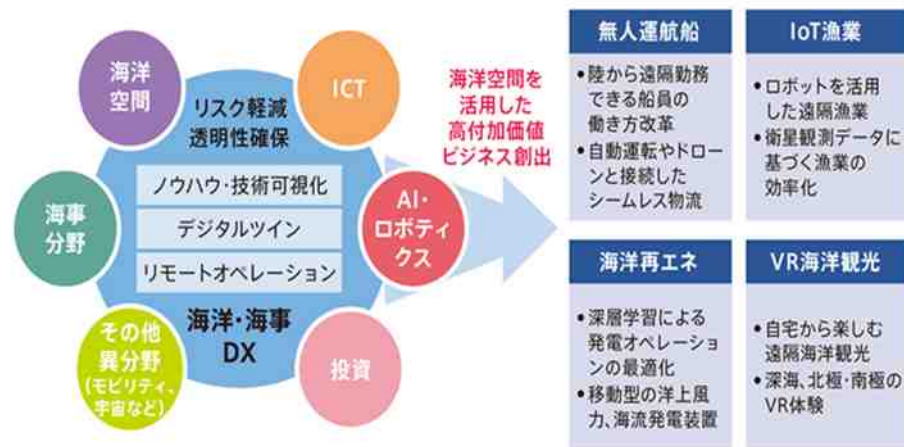 海洋
空間
ICT
リスク軽減
透明性確保
ノウハウ・技術可視化
デジタルツイン
リモートオペレーション
海洋・海事
DX
海事
分野
AI・
ロボティ
クス
その他
異分野
(モビリティ、
宇宙など)
投資
海洋空間を
活用した
高付加価値
ビジネス創出
無人運航船
•陸から遠隔勤務
できる船員の
働き方改革
•自動運転やドロー
ンと接続した
シームレス物流
IoT漁業
•ロボットを活用
した遠隔漁業
•衛星観測データに
基づく漁業の
効率化
海洋再エネ
•深層学習による
発電オペレーショ
ンの最適化
•移動型の洋上風
力、海流発電装置
VR海洋観光
•自宅から楽しむ
遠隔海洋観光
•深海、北極・南極の
VR体験